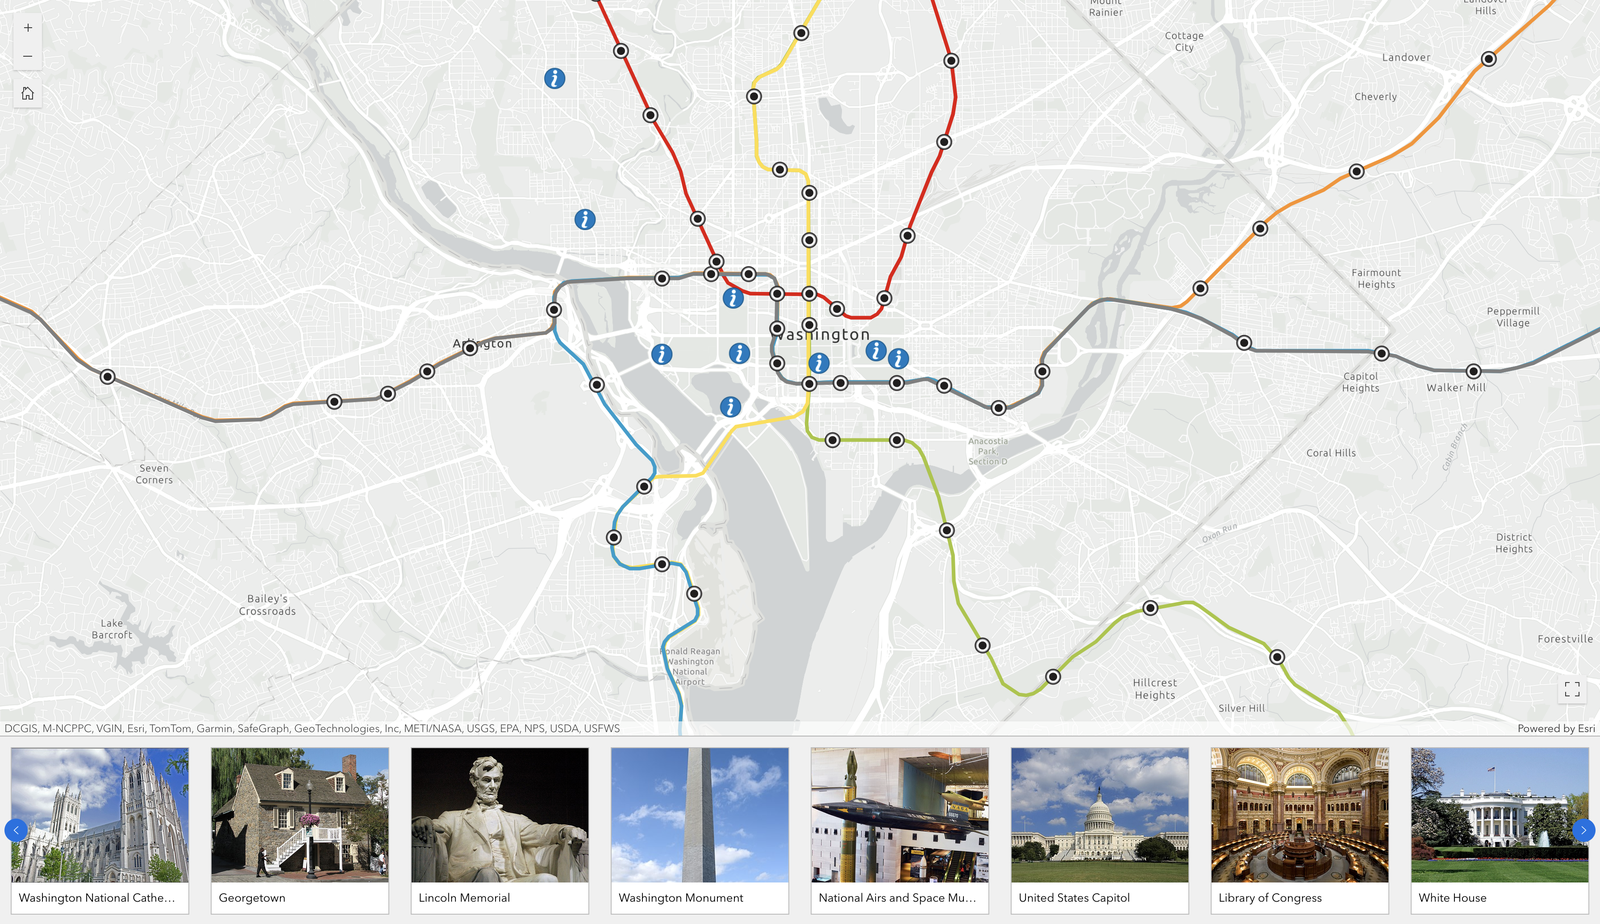 Mount
Rainier
Landover
Hills
Cottage
City
Landover
Cheverly
Fairmount
Heights
Peppermill
Village
Washington
Arlington
Capitol
Heights
Walker Mill
Anacostia
Park,
Section D
Coral Hills
Cabin Branch
Seven
Corners
Oxon Run
District
Heights
Bailey's
Crossroads
Lake
Barcroft
Forestville
Ronald Reagan
Washington
National
Airport
Hillcrest
Heights
Silver Hill
DCGIS, M-NCPPC, VGIN, Esri, TomTom, Garmin, SafeGraph, GeoTechnologies, Inc, METI/NASA, USGS, EPA, NPS, USDA, USFWS
Powered by Esri
Washington National Cathe...
Georgetown
Lincoln Memorial
Washington Monument
National Airs and Space Mu...
United States Capitol
Library of Congress
White House